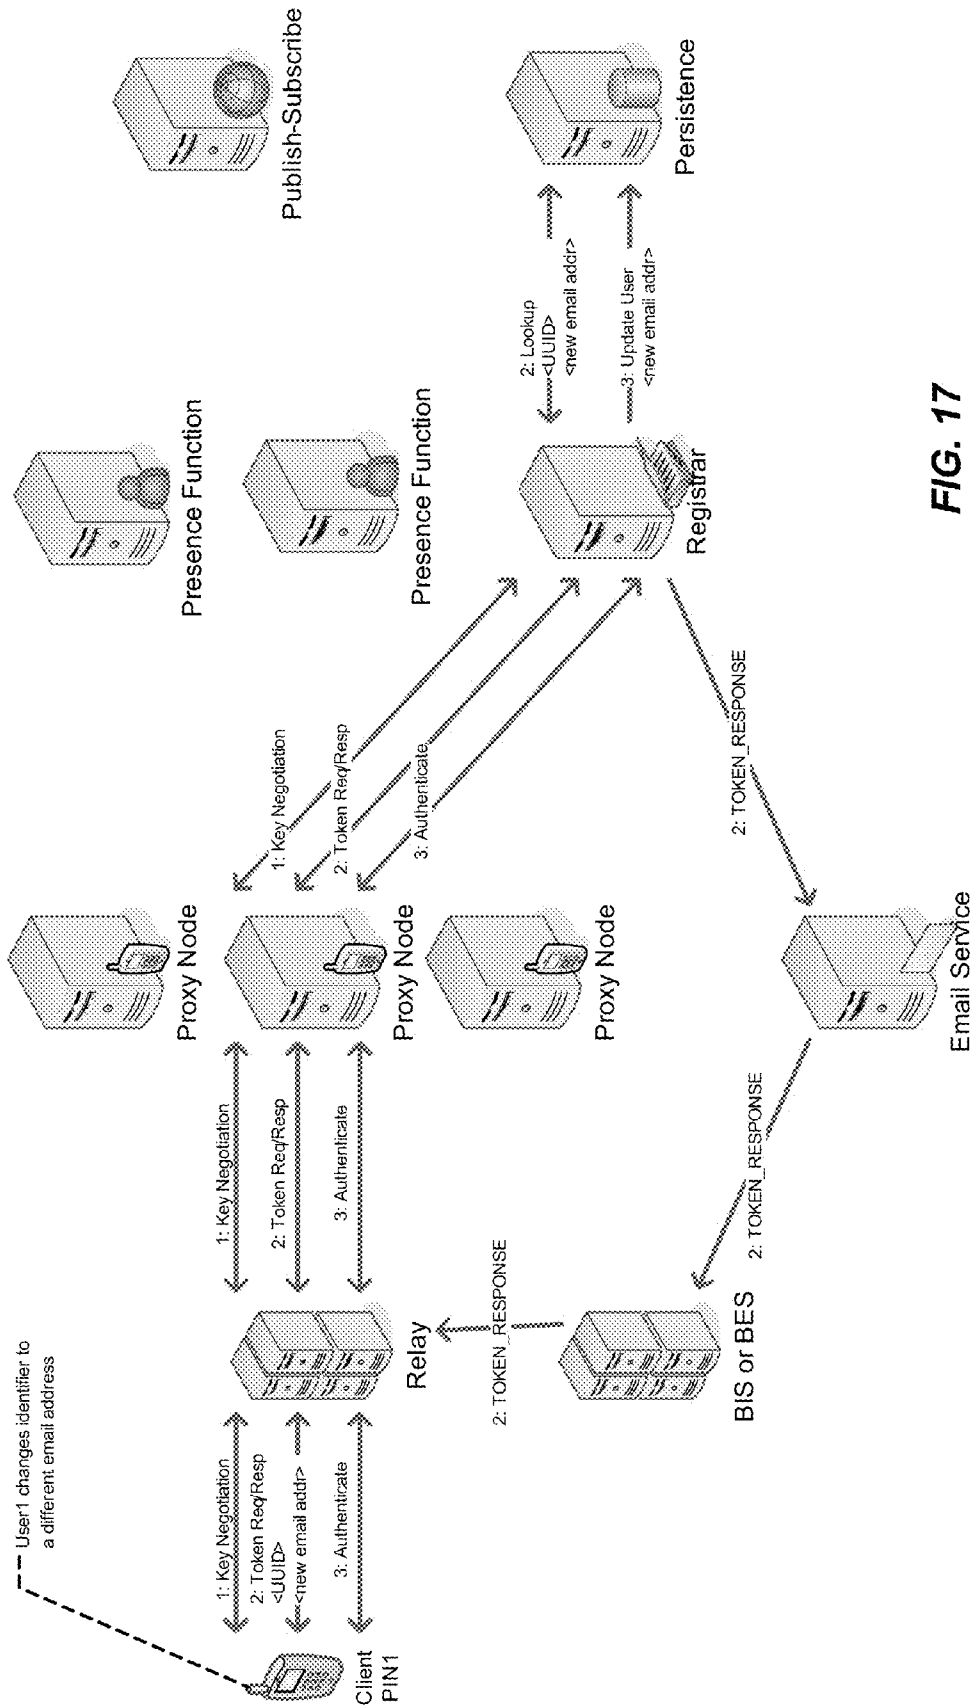 User1 changes identifier to
a different email address
Client
PIN1
1: Key Negotiation
2: Token Req/Resp
<UUID>
<new email addr>
3: Authenticate
Relay
1: Key Negotiation
2: Token Req/Resp
3: Authenticate
Proxy Node
Proxy Node
Proxy Node
1: Key Negotiation
2: Token Req/Resp
3: Authenticate
Presence Function
Presence Function
Publish-Subscribe
Registrar
2: Lookup
<UUID>
<new email addr>
3: Update User
<new email addr>
Persistence
2: TOKEN_RESPONSE
Email Service
2: TOKEN_RESPONSE
BIS or BES
2: TOKEN_RESPONSE
FIG. 17